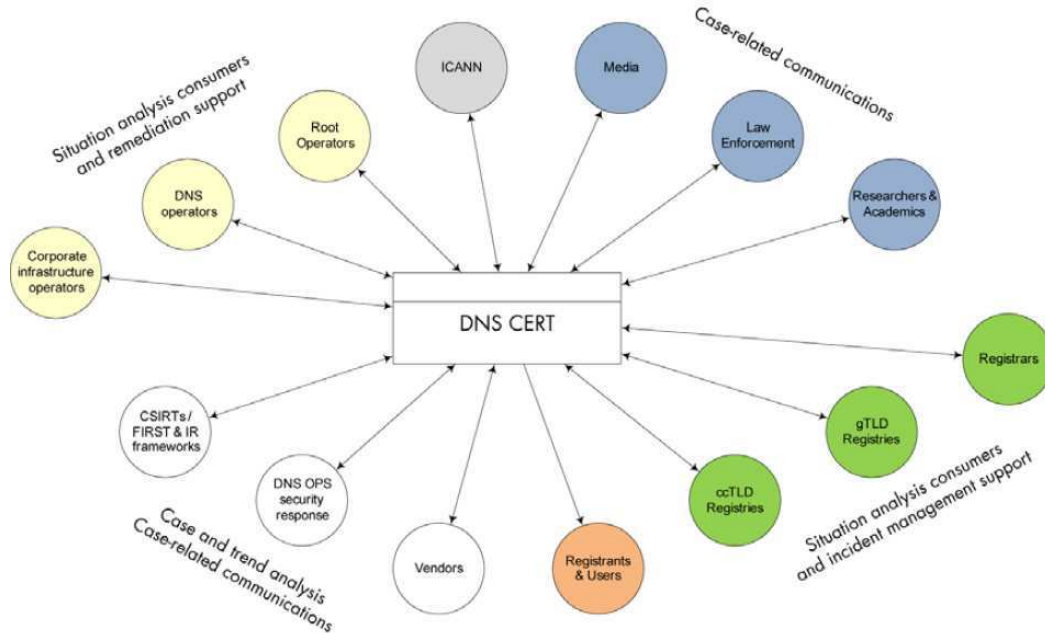 ICANN
Media
Case-related communications
Situation analysis consumers
and remediation support
Root
Operators
Law
Enforcement
DNS
operators
Researchers &
Academics
Corporate
infrastructure
operators
DNS CERT
Registrars
CSIRTs /
FIRST & IR
frameworks
gTLD
Registries
DNS OPS
security
response
ccTLD
Registries
Situation analysis consumers
and incident management support
Case and trend analysis
Case-related communications
Vendors
Registrants
& Users